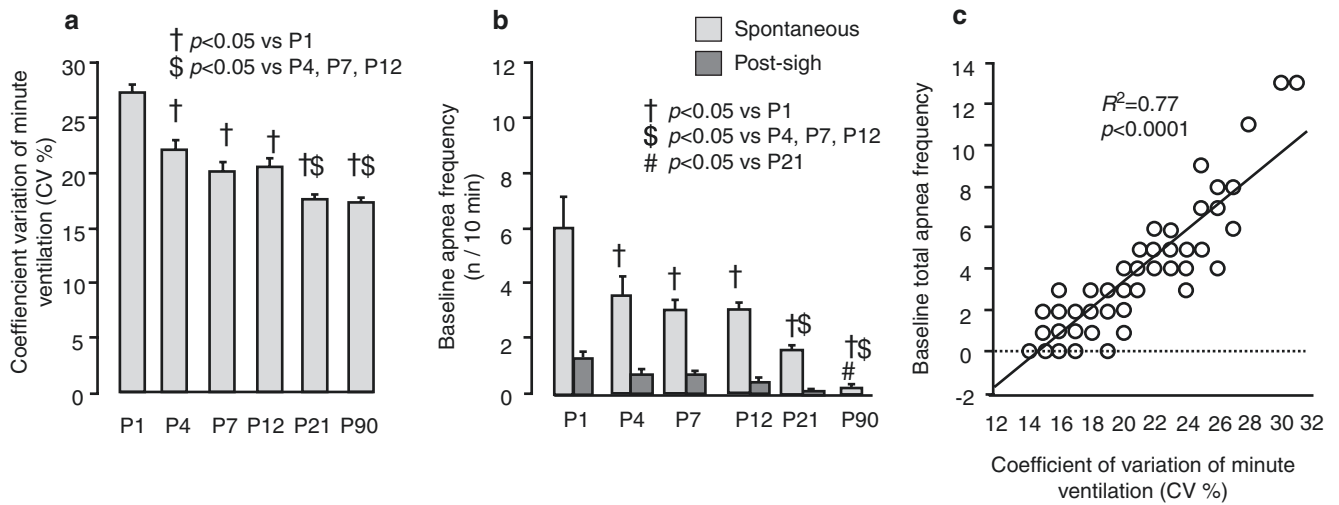 a
† p<0.05 vs P1
$ p<0.05 vs P4, P7, P12
Coeffiencient variation of minute
ventilation (CV %)
30
25
20
15
10
5
0
†
†
†
†$
†$
P1 P4 P7 P12 P21 P90
b
Spontaneous
Post-sigh
† p<0.05 vs P1
$ p<0.05 vs P4, P7, P12
# p<0.05 vs P21
Baseline apnea frequency
(n / 10 min)
12
10
8
6
4
2
0
†
†
†
†$
†$
#
P1 P4 P7 P12 P21 P90
c
R²=0.77
p<0.0001
Baseline total apnea frequency
14
12
10
8
6
4
2
0
-2
12 14 16 18 20 22 24 26 28 30 32
Coefficient of variation of minute
ventilation (CV %)